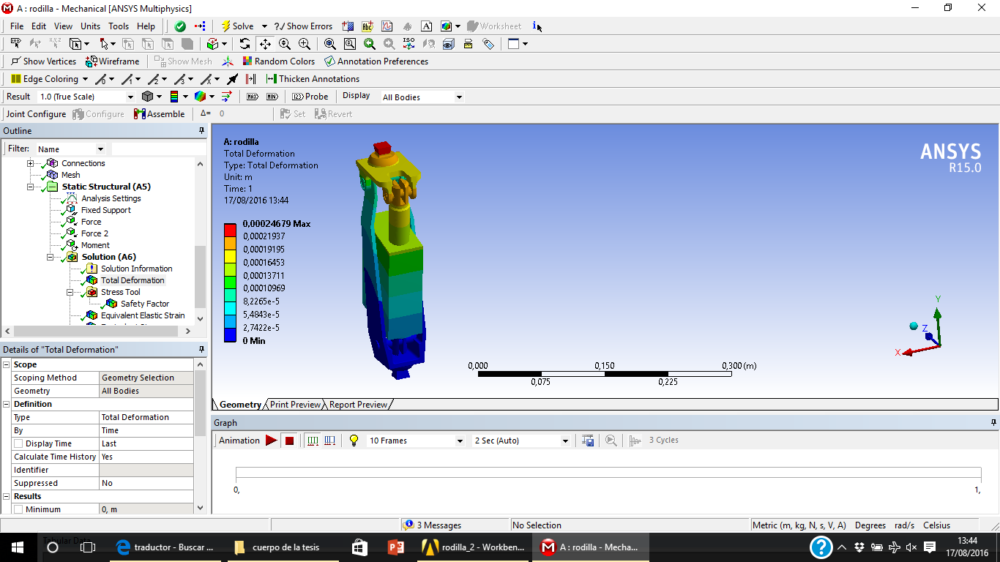 A : rodilla - Mechanical [ANSYS Multiphysics]
File Edit View Units Tools Help Solve ?/ Show Errors Worksheet
Show Vertices Wireframe Show Mesh Random Colors Annotation Preferences
Edge Coloring Thicken Annotations
Result 1.0 (True Scale) MAX MIN Probe Display All Bodies
Joint Configure Configure Assemble Δ= 0 Set Revert
Outline
Filter: Name
Connections
Mesh
Static Structural (A5)
Analysis Settings
Fixed Support
Force
Force 2
Moment
Solution (A6)
Solution Information
Total Deformation
Stress Tool
Safety Factor
Equivalent Elastic Strain
Details of "Total Deformation"
Scope
Scoping Method Geometry Selection
Geometry All Bodies
Definition
Type Total Deformation
By Time
Display Time Last
Calculate Time History Yes
Identifier
Suppressed No
Results
Minimum 0, m
A: rodilla
Total Deformation
Type: Total Deformation
Unit: m
Time: 1
17/08/2016 13:44
0,00024679 Max
0,00021937
0,00019195
0,00016453
0,00013711
0,00010969
8,2265e-5
5,4843e-5
2,7422e-5
0 Min
ANSYS
R15.0
Y
Z
X
0,000 0,150 0,300 (m)
0,075 0,225
Geometry Print Preview Report Preview
Graph
Animation 10 Frames 2 Sec (Auto) 3 Cycles
0, 1,
3 Messages No Selection Metric (m, kg, N, s, V, A) Degrees rad/s Celsius
Tabular Data
traductor - Buscar ... cuerpo de la tesis rodilla_2 - Workben... A : rodilla - Mecha... 13:44
17/08/2016